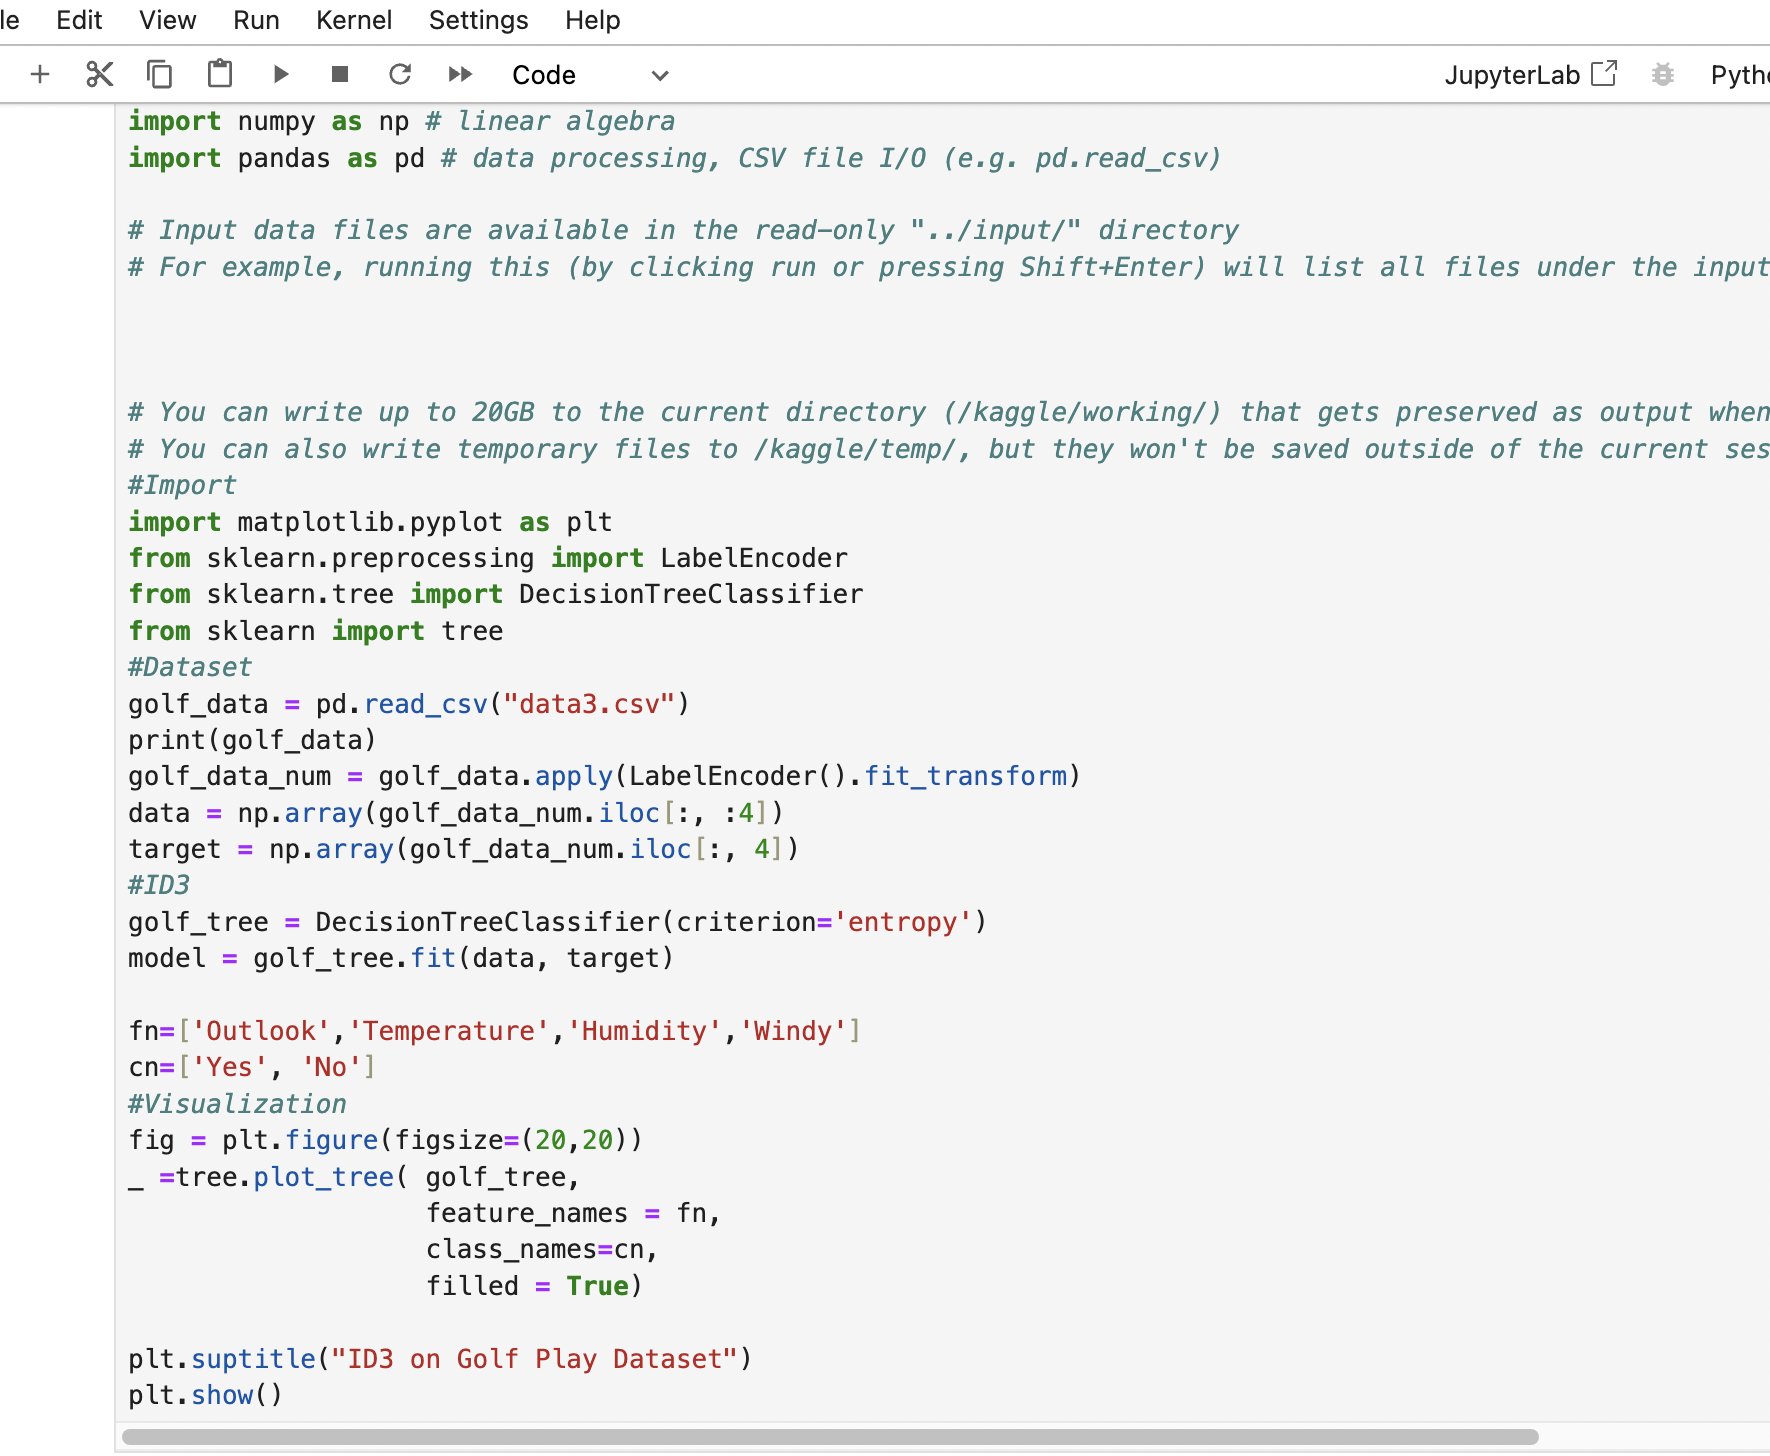 le Edit View Run Kernel Settings Help
Code JupyterLab Pytho
import numpy as np # linear algebra
import pandas as pd # data processing, CSV file I/O (e.g. pd.read_csv)
# Input data files are available in the read-only "../input/" directory
# For example, running this (by clicking run or pressing Shift+Enter) will list all files under the input
# You can write up to 20GB to the current directory (/kaggle/working/) that gets preserved as output when
# You can also write temporary files to /kaggle/temp/, but they won't be saved outside of the current ses
#Import
import matplotlib.pyplot as plt
from sklearn.preprocessing import LabelEncoder
from sklearn.tree import DecisionTreeClassifier
from sklearn import tree
#Dataset
golf_data = pd.read_csv("data3.csv")
print(golf_data)
golf_data_num = golf_data.apply(LabelEncoder().fit_transform)
data = np.array(golf_data_num.iloc[:, :4])
target = np.array(golf_data_num.iloc[:, 4])
#ID3
golf_tree = DecisionTreeClassifier(criterion='entropy')
model = golf_tree.fit(data, target)
fn=['Outlook','Temperature','Humidity','Windy']
cn=['Yes', 'No']
#Visualization
fig = plt.figure(figsize=(20,20))
_ =tree.plot_tree( golf_tree,
feature_names = fn,
class_names=cn,
filled = True)
plt.suptitle("ID3 on Golf Play Dataset")
plt.show()